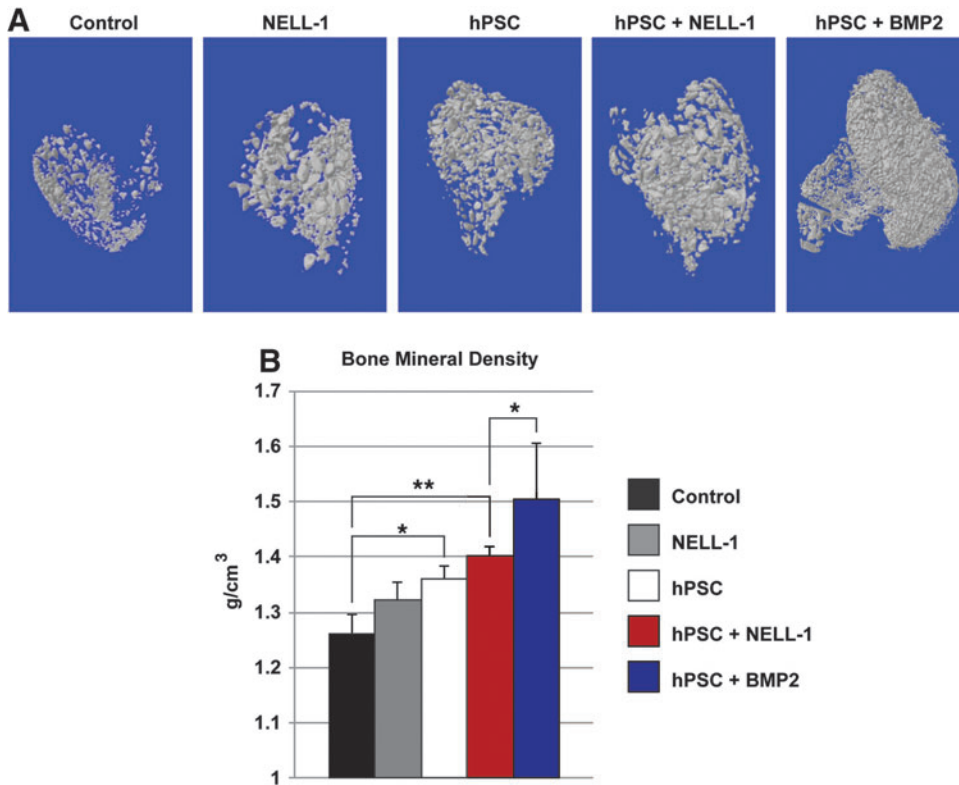 A
Control NELL-1 hPSC hPSC + NELL-1 hPSC + BMP2
B
Bone Mineral Density
1.7
1.6
1.5
1.4
1.3
1.2
1.1
1
g/cm³
*
**
*
Control
NELL-1
hPSC
hPSC + NELL-1
hPSC + BMP2